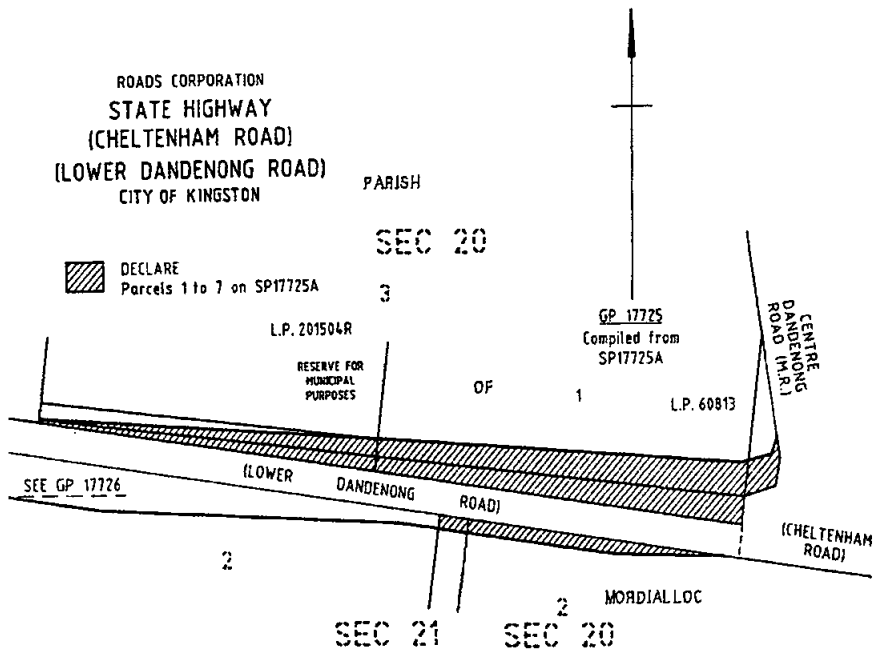 ROADS CORPORATION
STATE HIGHWAY
(CHELTENHAM ROAD)
(LOWER DANDENONG ROAD)
CITY OF KINGSTON
PARISH
SEC 20
DECLARE
Parcels 1 to 7 on SP17725A
3
L.P. 201504R
GP 17725
Compiled from
SP17725A
CENTRE
DANDENONG
ROAD (M.R.)
RESERVE FOR
MUNICIPAL
PURPOSES
OF
1
L.P. 60813
(LOWER DANDENONG ROAD)
SEE GP 17726
(CHELTENHAM
ROAD)
2
2
MORDIALLOC
SEC 21
SEC 20